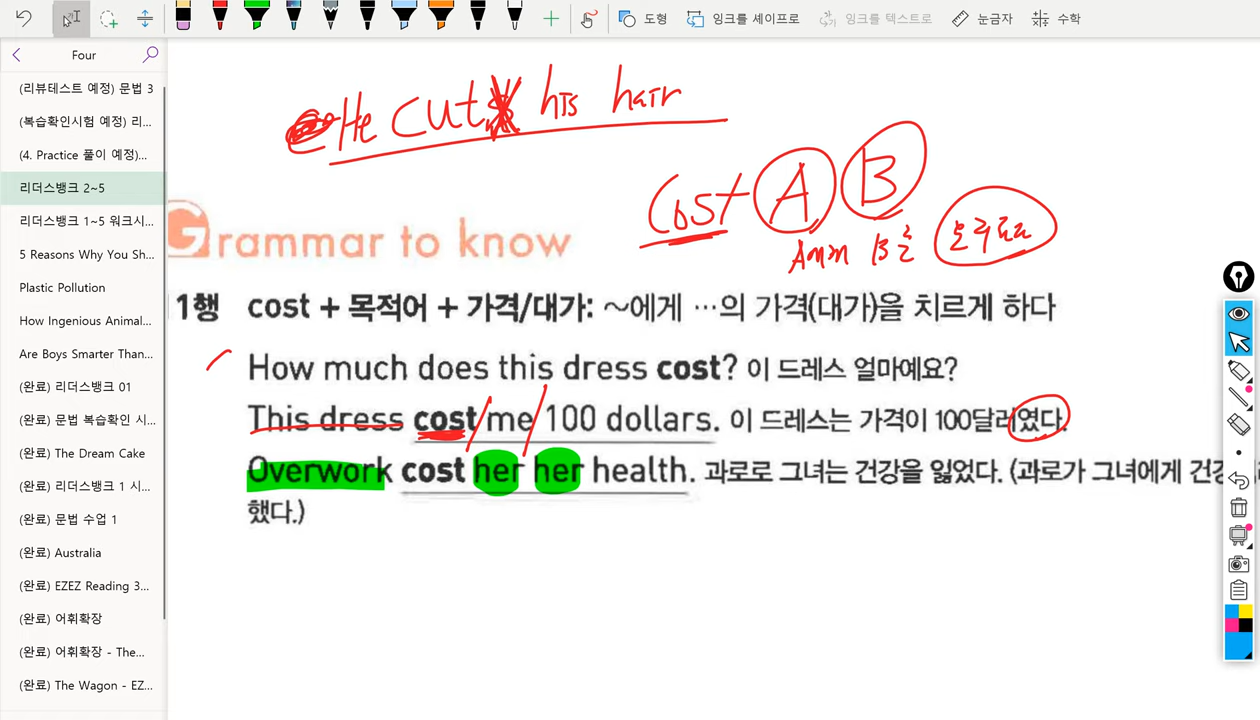 도형
잉크를 셰이프로
잉크를 텍스트로
눈금자
수학
Four
(리뷰테스트 예정) 문법 3
(복습확인시험 예정) 리...
(4. Practice 풀이 예정)...
리더스뱅크 2~5
리더스뱅크 1~5 워크시...
5 Reasons Why You Sh...
Plastic Pollution
How Ingenious Animal...
Are Boys Smarter Than...
(완료) 리더스뱅크 01
(완료) 문법 복습확인 시...
(완료) The Dream Cake
(완료) 리더스뱅크 1 시...
(완료) 문법 수업 1
(완료) Australia
(완료) EZEZ Reading 3...
(완료) 어휘확장
(완료) 어휘확장 - The...
(완료) The Wagon - EZ...
He cut his hair
cost A B
B를
Grammar to know
1행 cost + 목적어 + 가격/대가: ~에게 …의 가격(대가)을 치르게 하다
How much does this dress cost? 이 드레스 얼마예요?
This dress cost me 100 dollars. 이 드레스는 가격이 100달러였다.
Overwork cost her her health. 과로로 그녀는 건강을 잃었다. (과로가 그녀에게 건강
했다.)